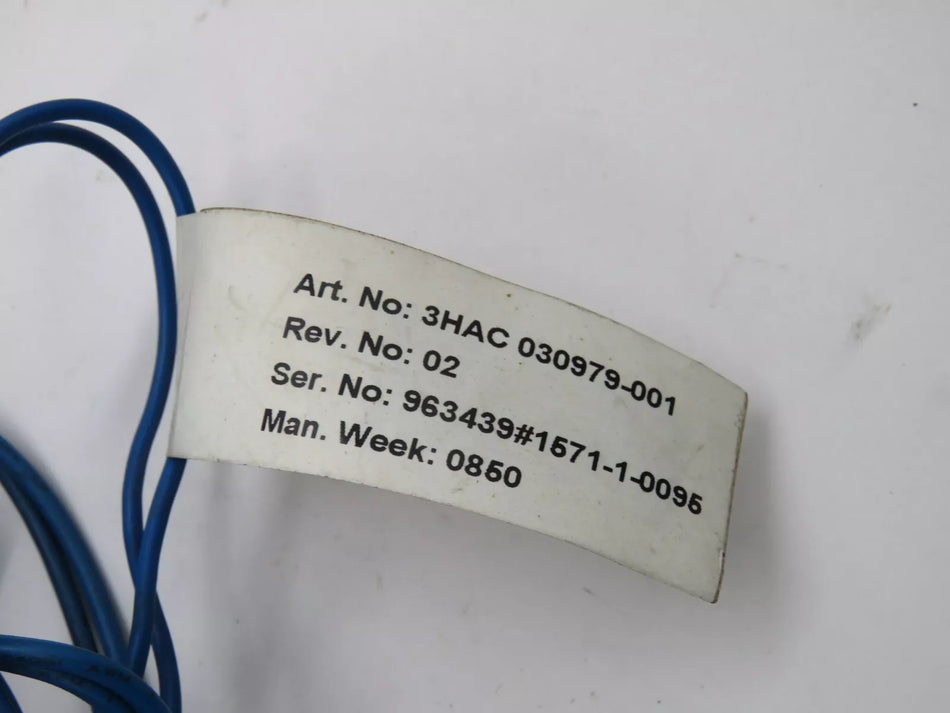 Art. No: 3HAC 030979-001
Rev. No: 02
Ser. No: 963439#1571-1-0095
Man. Week: 0850